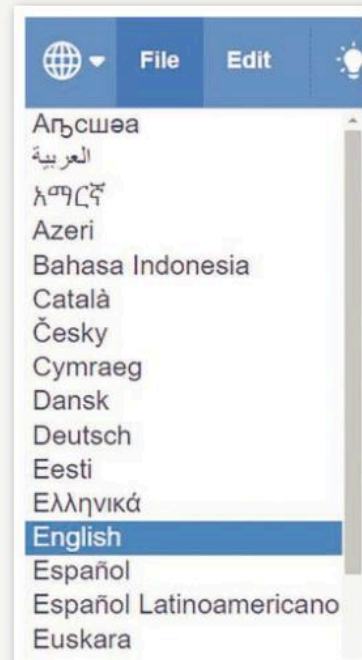 File Edit
Аҧсшәа
العربية
አማርኛ
Azeri
Bahasa Indonesia
Català
Česky
Cymraeg
Dansk
Deutsch
Eesti
Ελληνικά
English
Español
Español Latinoamericano
Euskara